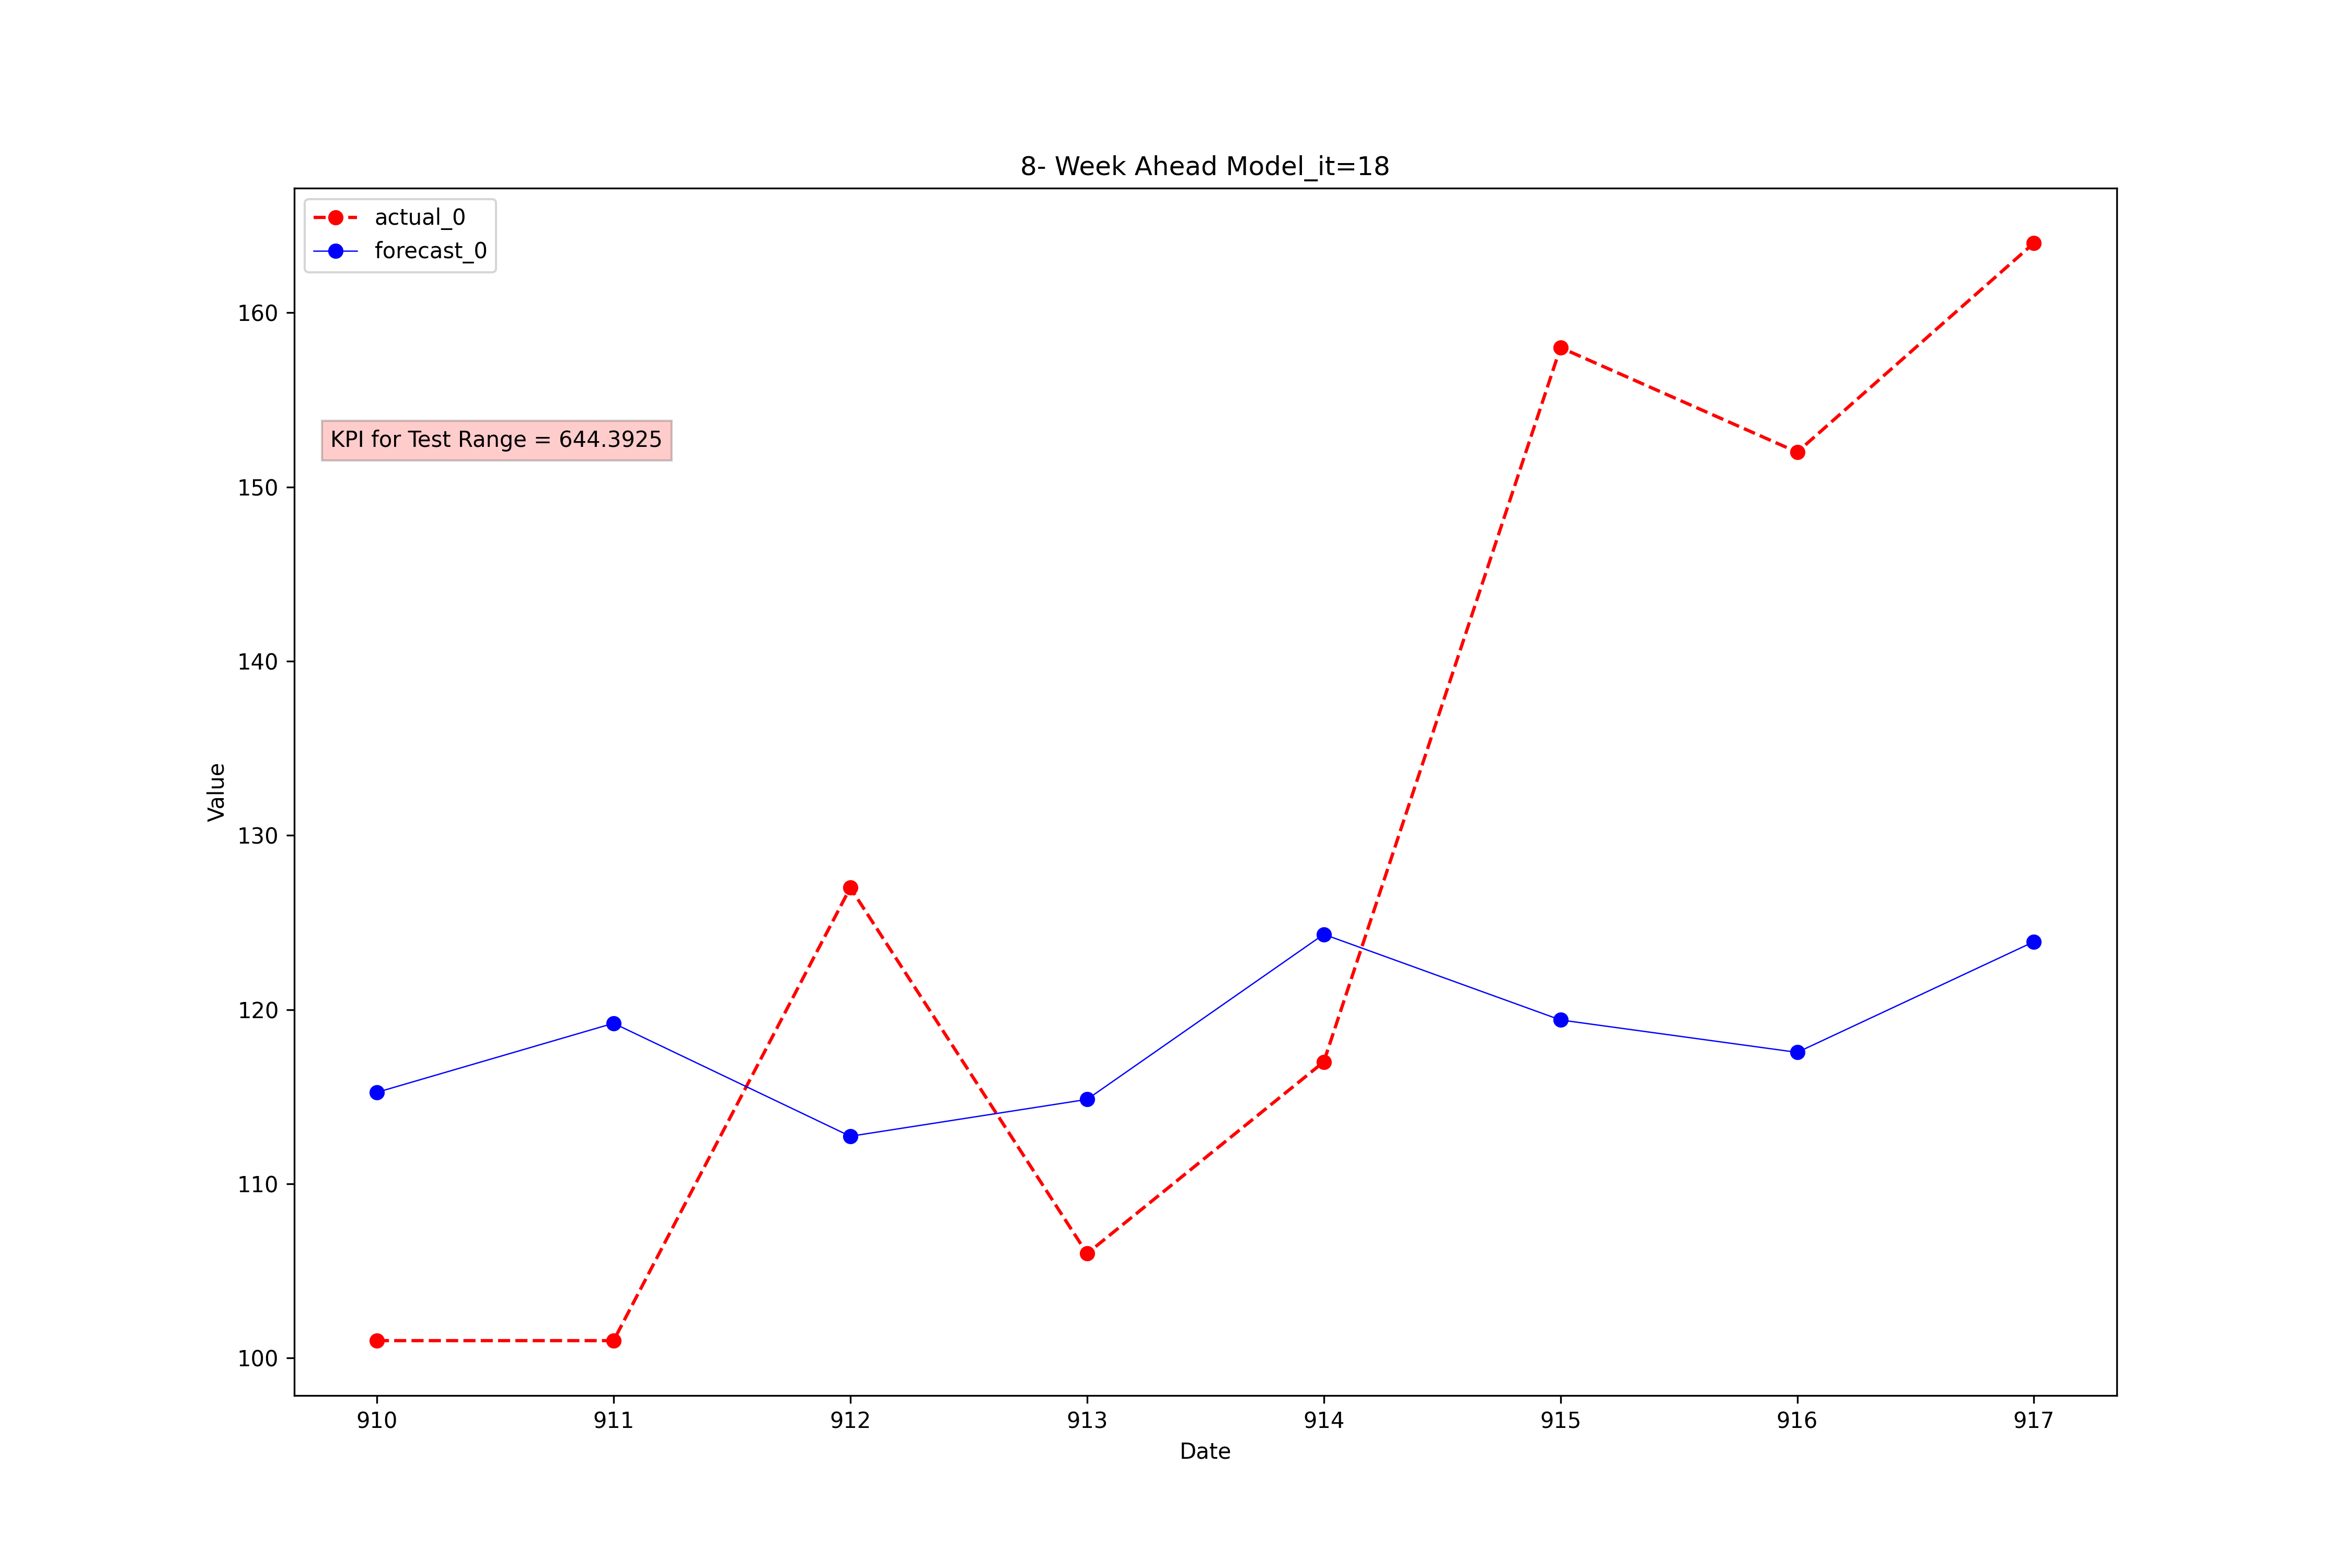 8- Week Ahead Model_it=18
actual_0
forecast_0
KPI for Test Range = 644.3925
Value
160
150
140
130
120
110
100
910 911 912 913 914 915 916 917
Date